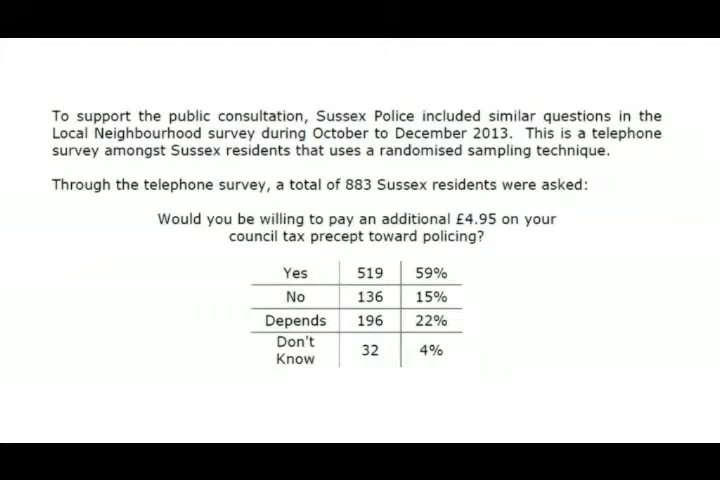 To support the public consultation, Sussex Police included similar questions in the
Local Neighbourhood survey during October to December 2013. This is a telephone
survey amongst Sussex residents that uses a randomised sampling technique.
Through the telephone survey, a total of 883 Sussex residents were asked:
Would you be willing to pay an additional £4.95 on your
council tax precept toward policing?
Yes 519 59%
No 136 15%
Depends 196 22%
Don't
Know 32 4%